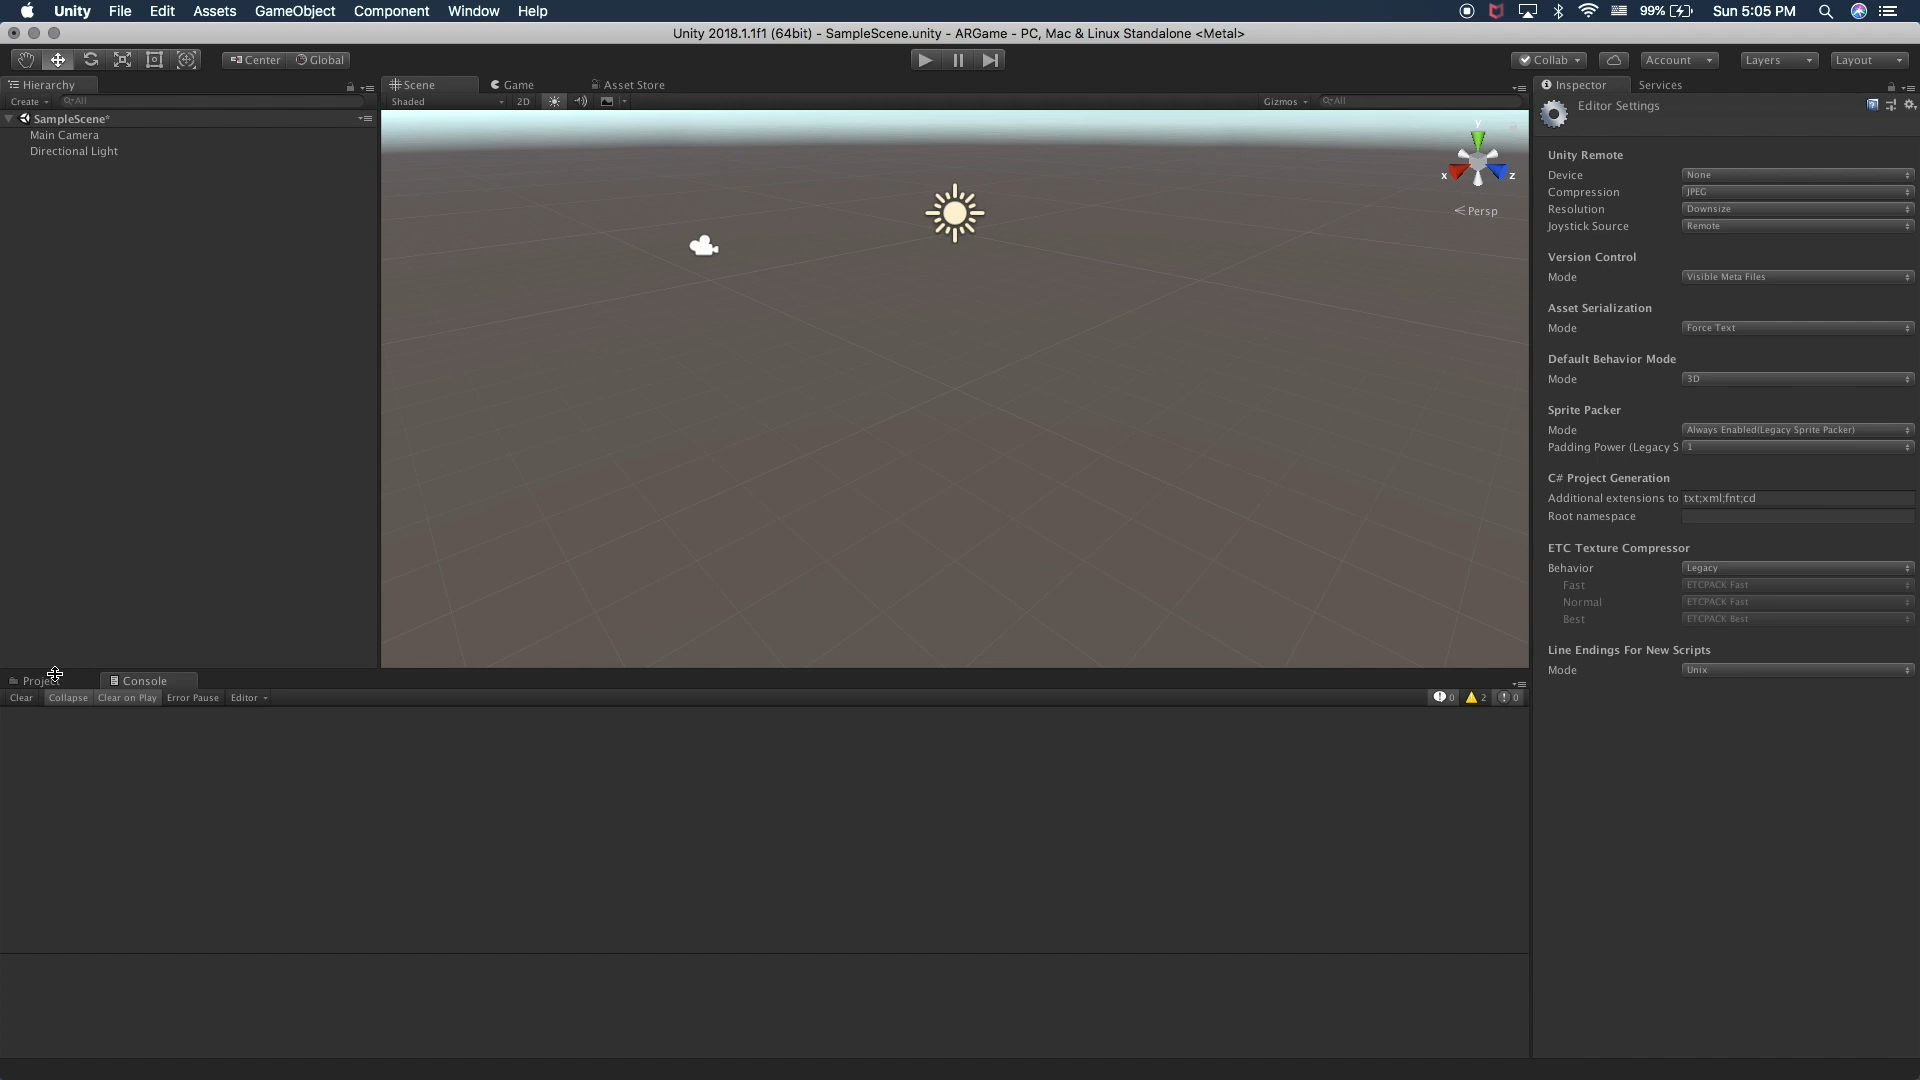 Unity File Edit Assets GameObject Component Window Help 99% Sun 5:05 PM
Unity 2018.1.1f1 (64bit) - SampleScene.unity - ARGame - PC, Mac & Linux Standalone <Metal>
Center Global Collab Account Layers Layout
Hierarchy Scene Game Asset Store Inspector Services
Create All Shaded 2D Gizmos All Editor Settings
SampleScene*
Main Camera
Directional Light
y
x z
Persp
Unity Remote
Device None
Compression JPEG
Resolution Downsize
Joystick Source Remote
Version Control
Mode Visible Meta Files
Asset Serialization
Mode Force Text
Default Behavior Mode
Mode 3D
Sprite Packer
Mode Always Enabled(Legacy Sprite Packer)
Padding Power (Legacy S 1
C# Project Generation
Additional extensions to txt;xml;fnt;cd
Root namespace
ETC Texture Compressor
Behavior Legacy
Fast ETCPACK Fast
Normal ETCPACK Fast
Best ETCPACK Best
Line Endings For New Scripts
Mode Unix
Project Console
Clear Collapse Clear on Play Error Pause Editor 0 2 0